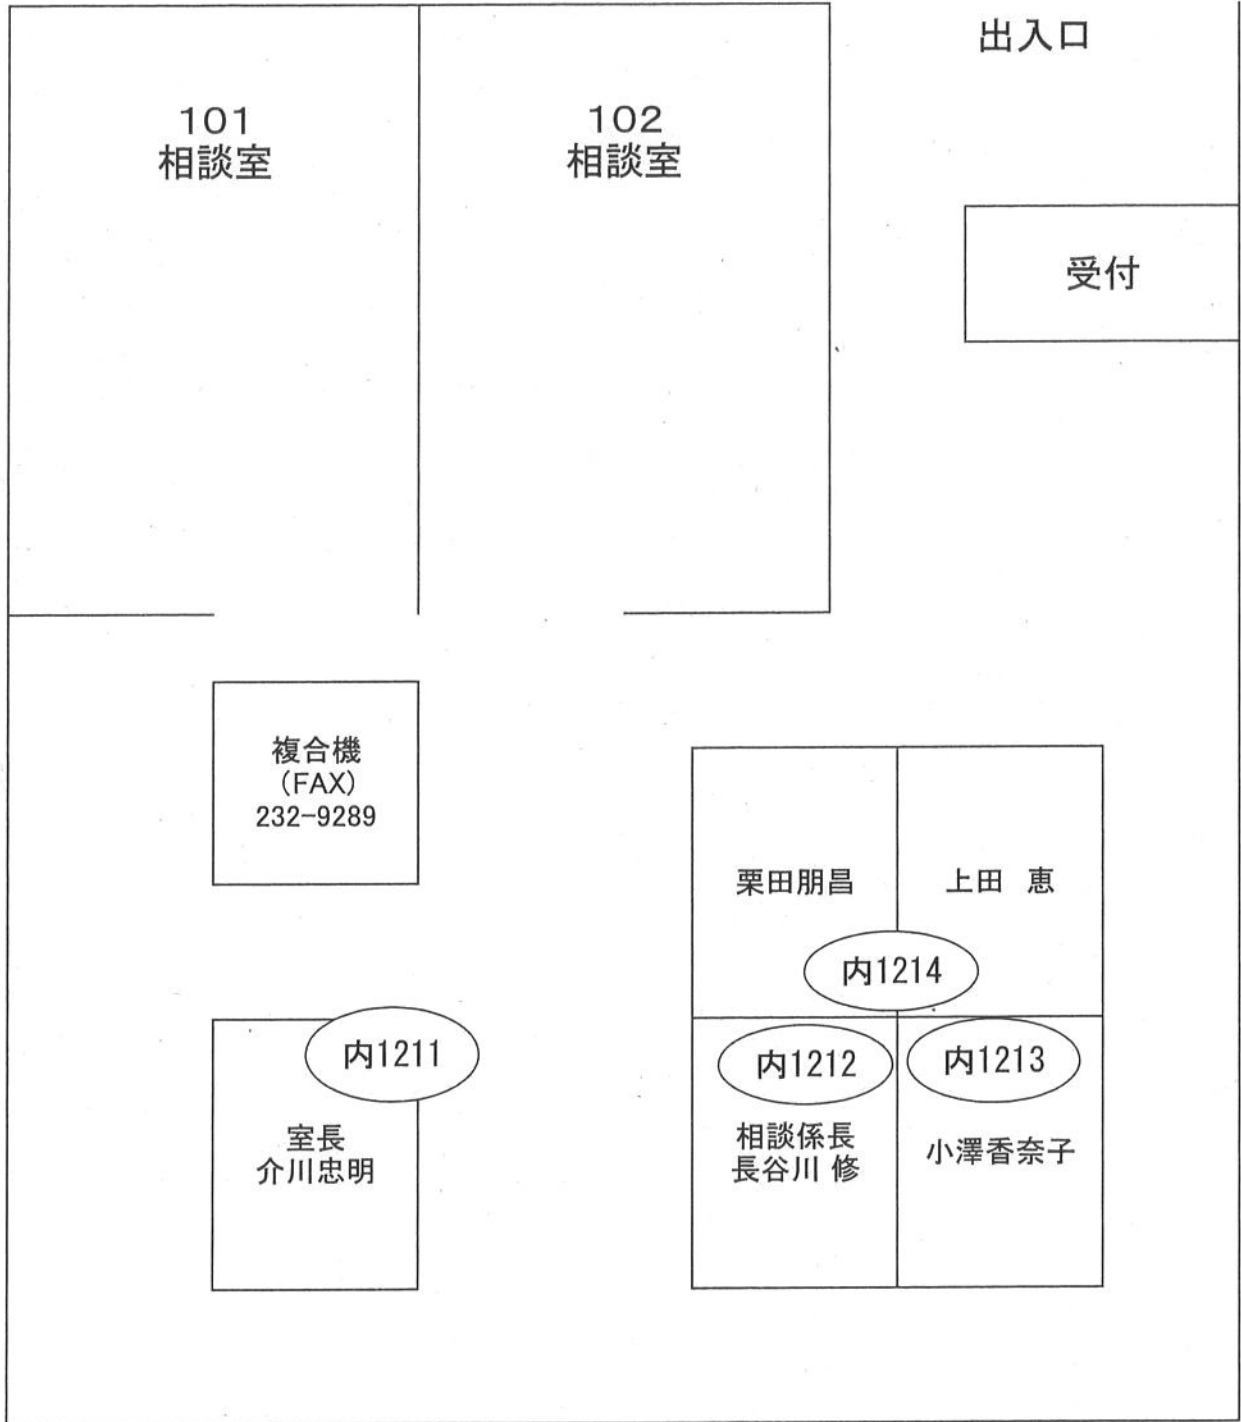 出入口
101
相談室
102
相談室
受付
複合機
(FAX)
232-9289
栗田朋昌
上田 恵
内1214
内1211
内1212
内1213
室長
介川忠明
相談係長
長谷川 修
小澤香奈子